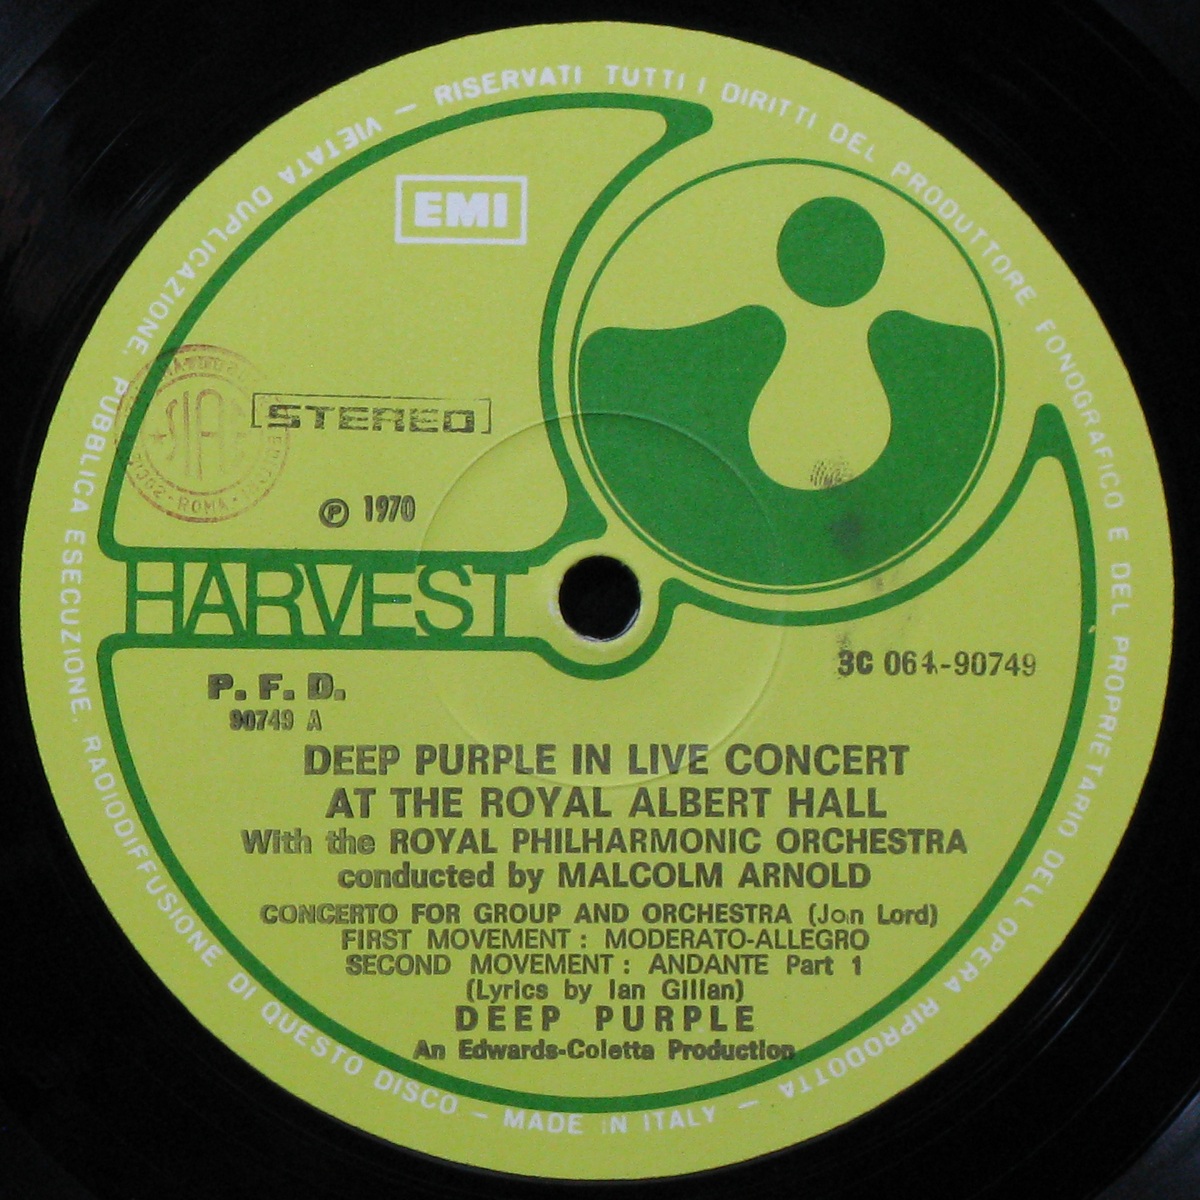 VIETATA DUPLICAZIONE. PUBBLICA ESECUZIONE. RADIODIFFUSIONE DI QUESTO DISCO – MADE IN ITALY – RISERVATI TUTTI I DIRITTI DEL PRODUTTORE FONOGRAFICO E DEL PROPRIETARIO DELL'OPERA RIPRODOTTA –
EMI
[STEREO]
SIAE
ROMA
℗ 1970
HARVEST
3C 064-90749
P. F. D.
90749 A
DEEP PURPLE IN LIVE CONCERT
AT THE ROYAL ALBERT HALL
With the ROYAL PHILHARMONIC ORCHESTRA
conducted by MALCOLM ARNOLD
CONCERTO FOR GROUP AND ORCHESTRA (Jon Lord)
FIRST MOVEMENT : MODERATO-ALLEGRO
SECOND MOVEMENT : ANDANTE Part 1
(Lyrics by Ian Gillan)
DEEP PURPLE
An Edwards-Coletta Production